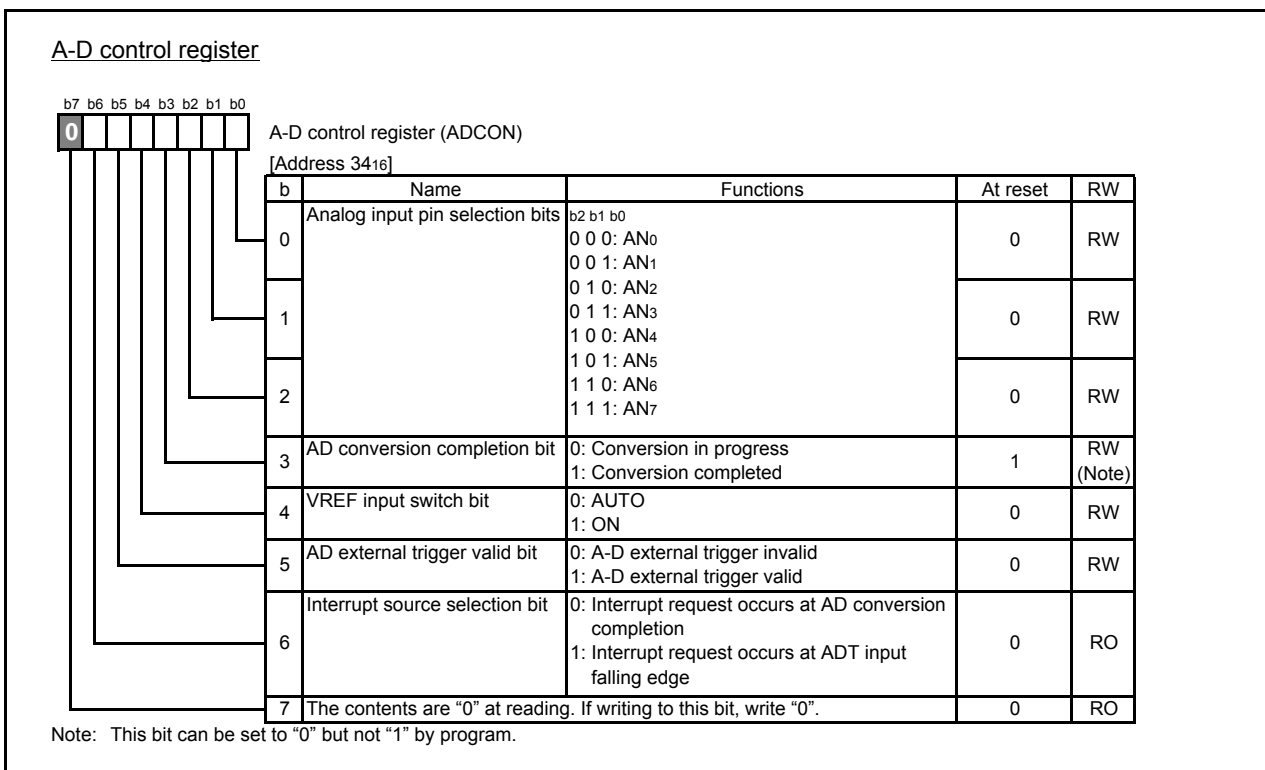 A-D control register
b7 b6 b5 b4 b3 b2 b1 b0
0
A-D control register (ADCON)
[Address 3416]
b Name Functions At reset RW
0 Analog input pin selection bits b2 b1 b0
0 0 0: AN0 0 RW
0 0 1: AN1
0 1 0: AN2
1 0 1 1: AN3 0 RW
1 0 0: AN4
1 0 1: AN5
2 1 1 0: AN6 0 RW
1 1 1: AN7
3 AD conversion completion bit 0: Conversion in progress 1 RW
1: Conversion completed (Note)
4 VREF input switch bit 0: AUTO 0 RW
1: ON
5 AD external trigger valid bit 0: A-D external trigger invalid 0 RW
1: A-D external trigger valid
6 Interrupt source selection bit 0: Interrupt request occurs at AD conversion
completion 0 RO
1: Interrupt request occurs at ADT input
falling edge
7 The contents are “0” at reading. If writing to this bit, write “0”. 0 RO
Note: This bit can be set to “0” but not “1” by program.